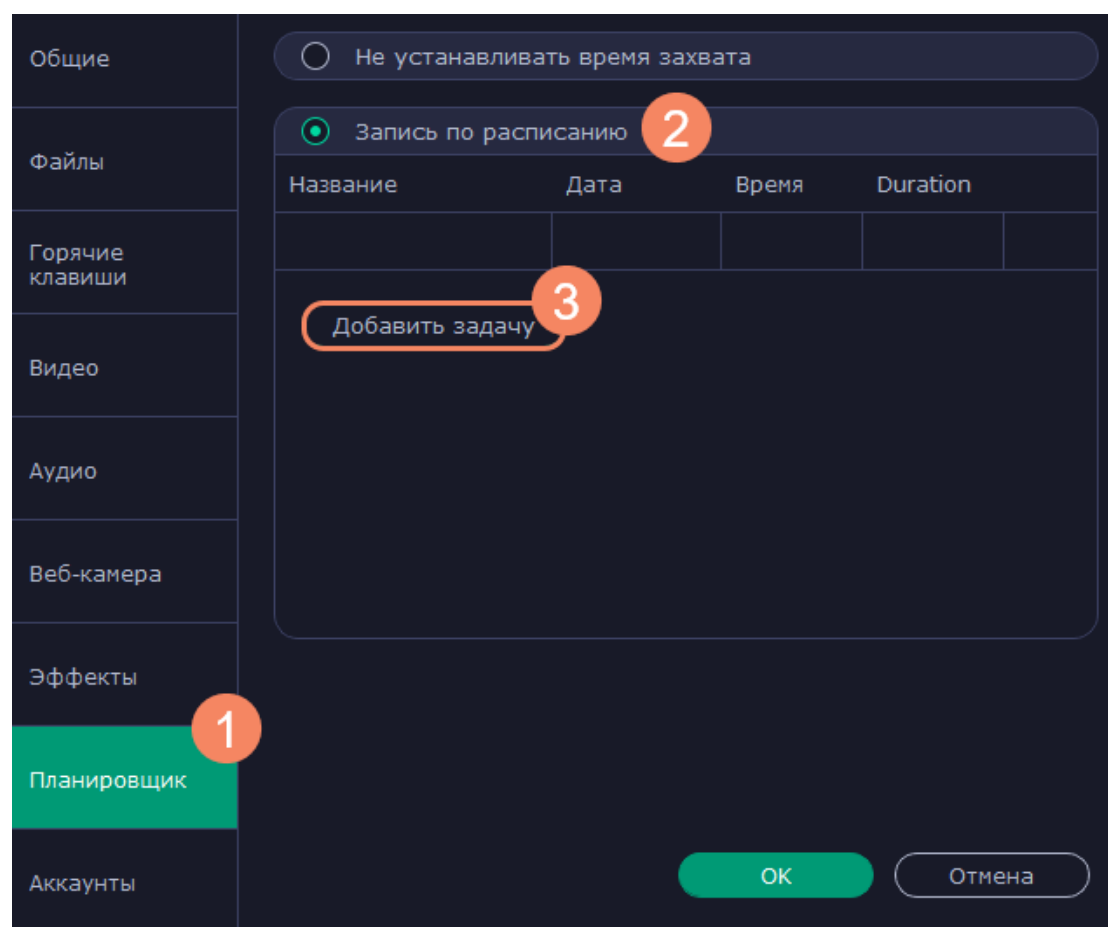 Общие
Файлы
Горячие
клавиши
Видео
Аудио
Веб-камера
Эффекты
1
Планировщик
Аккаунты
Не устанавливать время захвата
Запись по расписанию 2
Название Дата Время Duration
3
Добавить задачу
OK Отмена